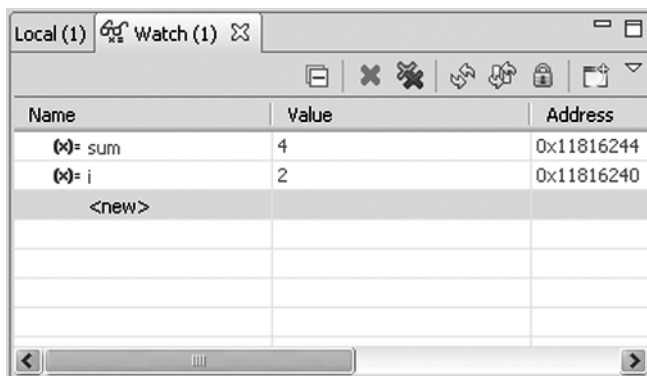 Local (1) Watch (1)
Name Value Address
(x)= sum 4 0x11816244
(x)= i 2 0x11816240
<new>